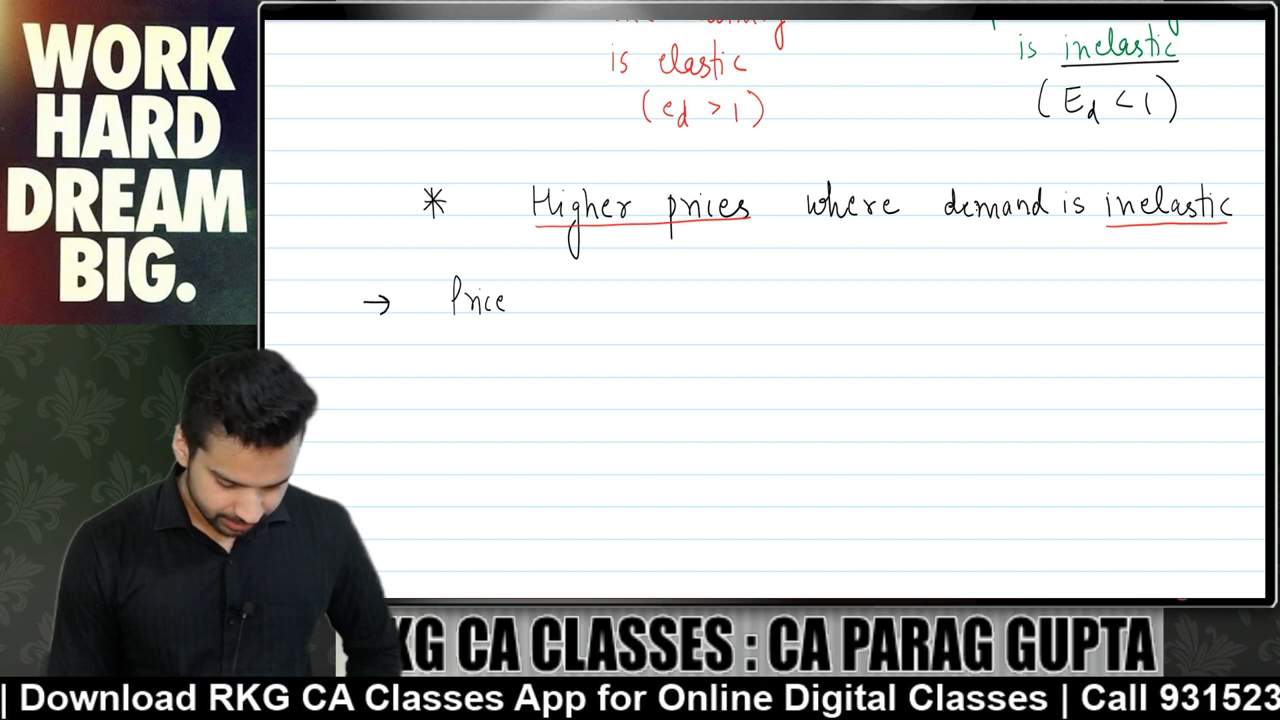 WORK
HARD
DREAM
BIG.
is elastic
(ed > 1)
is inelastic
(Ed < 1)
* Higher prices where demand is inelastic
→ Price
KG CA CLASSES : CA PARAG GUPTA
| Download RKG CA Classes App for Online Digital Classes | Call 931523